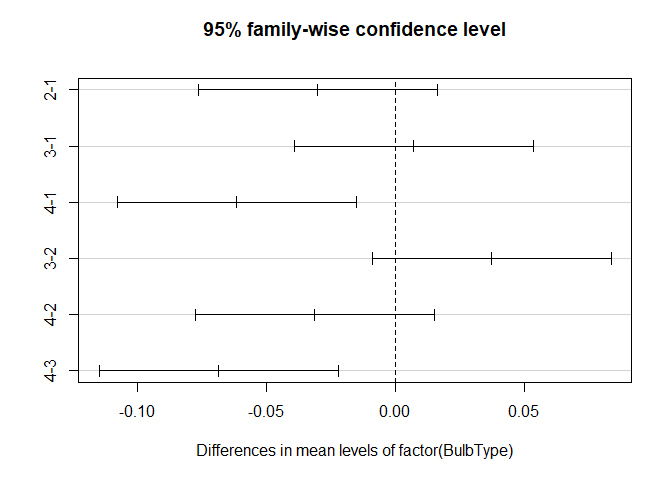 95% family-wise confidence level
2-1
3-1
4-1
3-2
4-2
4-3
-0.10 -0.05 0.00 0.05
Differences in mean levels of factor(BulbType)